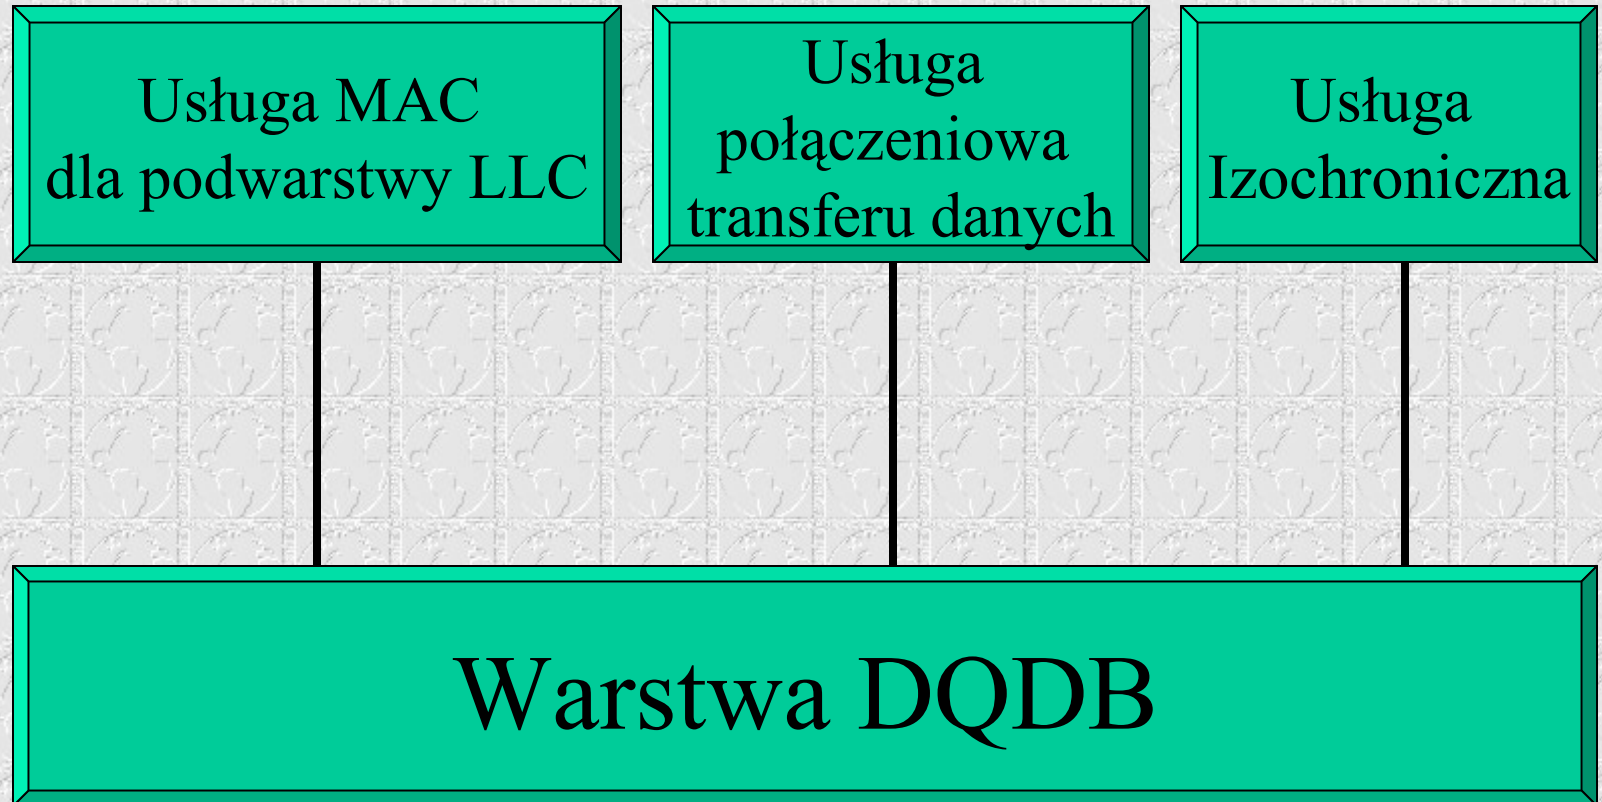 Usługa MAC
dla podwarstwy LLC
Usługa
połączeniowa
transferu danych
Usługa
Izochroniczna
Warstwa DQDB